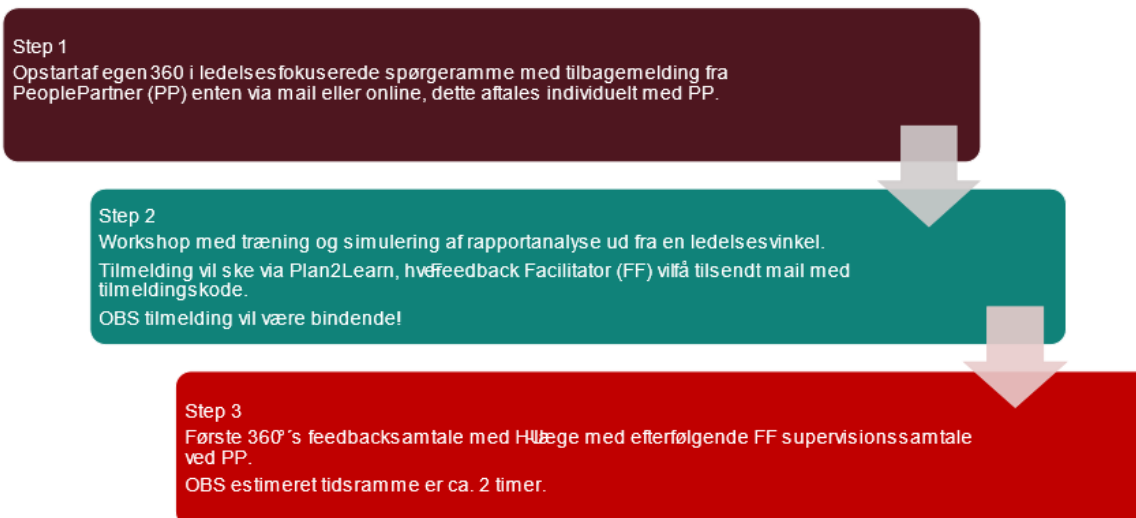 Step 1
Opstart af egen 360 i ledelsesfokuserede spørgeramme med tilbagemelding fra
PeoplePartner (PP) enten via mail eller online, dette aftales individuelt med PP.
Step 2
Workshop med træning og simulering af rapportanalyse ud fra en ledelsesvinkel.
Tilmelding vil ske via Plan2Learn, hver Feedback Facilitator (FF) vil få tilsendt mail med
tilmeldingskode.
OBS tilmelding vil være bindende!
Step 3
Første 360°´s feedbacksamtale med H-læge med efterfølgende FF supervisionssamtale
ved PP.
OBS estimeret tidsramme er ca. 2 timer.